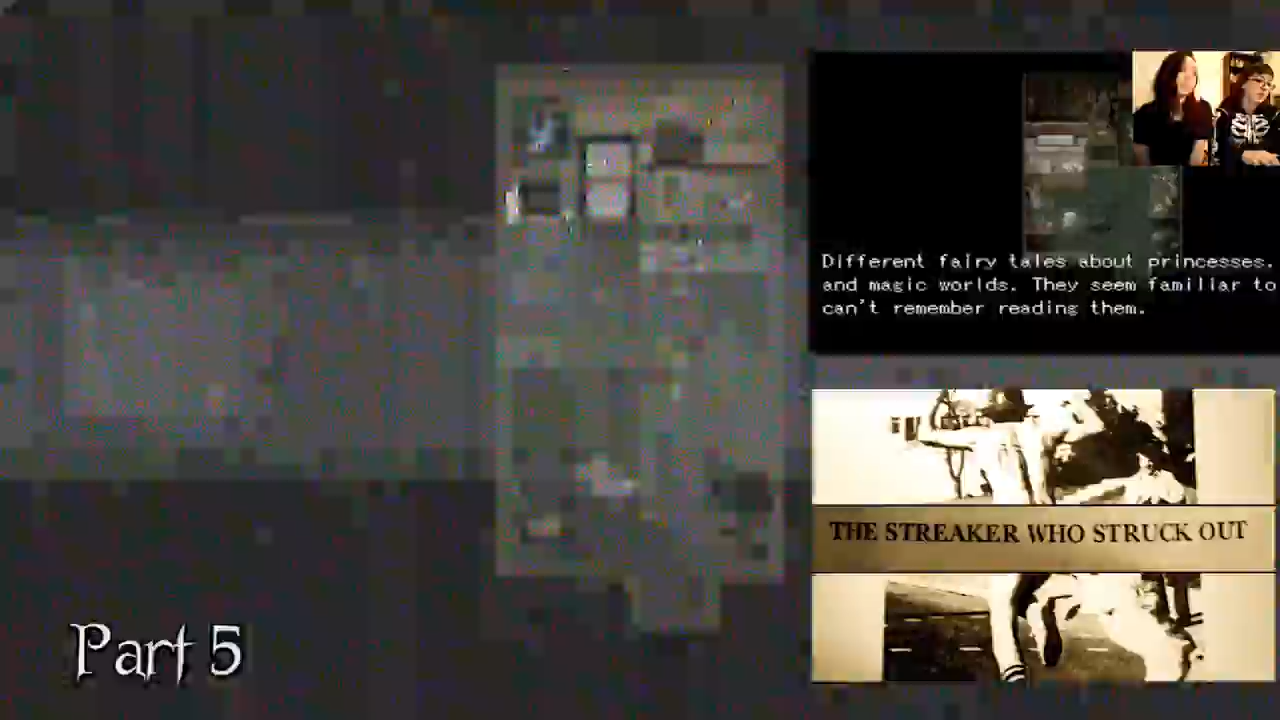 Different fairy tales about princesses.
and magic worlds. They seem familiar to
can't remember reading them.
THE STREAKER WHO STRUCK OUT
Part 5